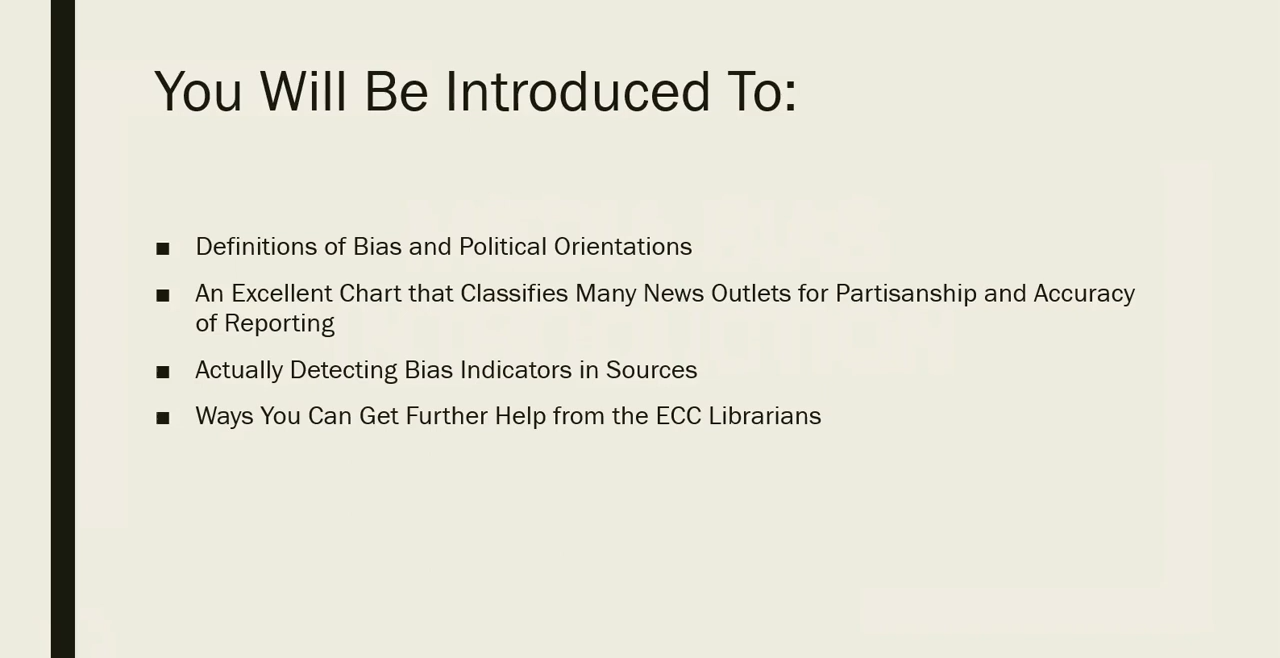 You Will Be Introduced To:
■ Definitions of Bias and Political Orientations
■ An Excellent Chart that Classifies Many News Outlets for Partisanship and Accuracy
of Reporting
■ Actually Detecting Bias Indicators in Sources
■ Ways You Can Get Further Help from the ECC Librarians